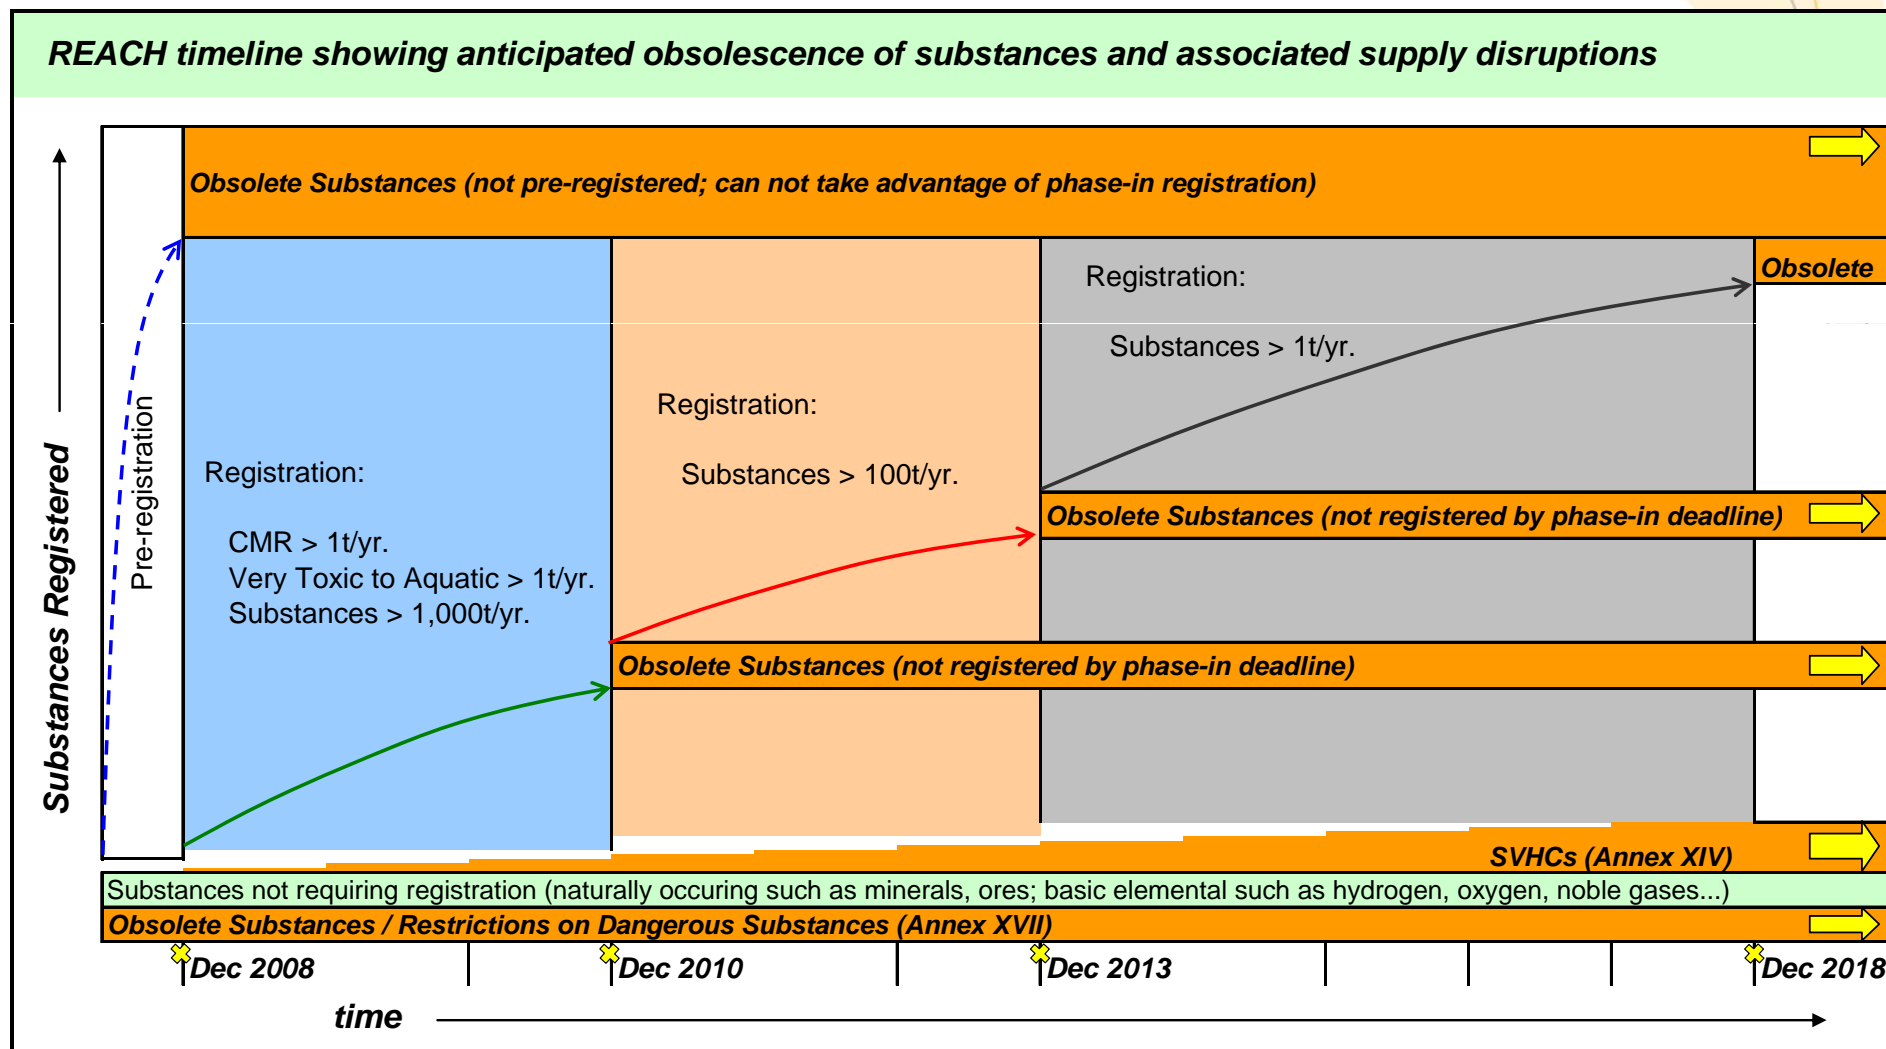 REACH timeline showing anticipated obsolescence of substances and associated supply disruptions
Substances Registered
Obsolete Substances (not pre-registered; can not take advantage of phase-in registration)
Pre-registration
Registration:
CMR > 1t/yr.
Very Toxic to Aquatic > 1t/yr.
Substances > 1,000t/yr.
Registration:
Substances > 100t/yr.
Registration:
Substances > 1t/yr.
Obsolete
Obsolete Substances (not registered by phase-in deadline)
Obsolete Substances (not registered by phase-in deadline)
SVHCs (Annex XIV)
Substances not requiring registration (naturally occuring such as minerals, ores; basic elemental such as hydrogen, oxygen, noble gases...)
Obsolete Substances / Restrictions on Dangerous Substances (Annex XVII)
Dec 2008
Dec 2010
Dec 2013
Dec 2018
time